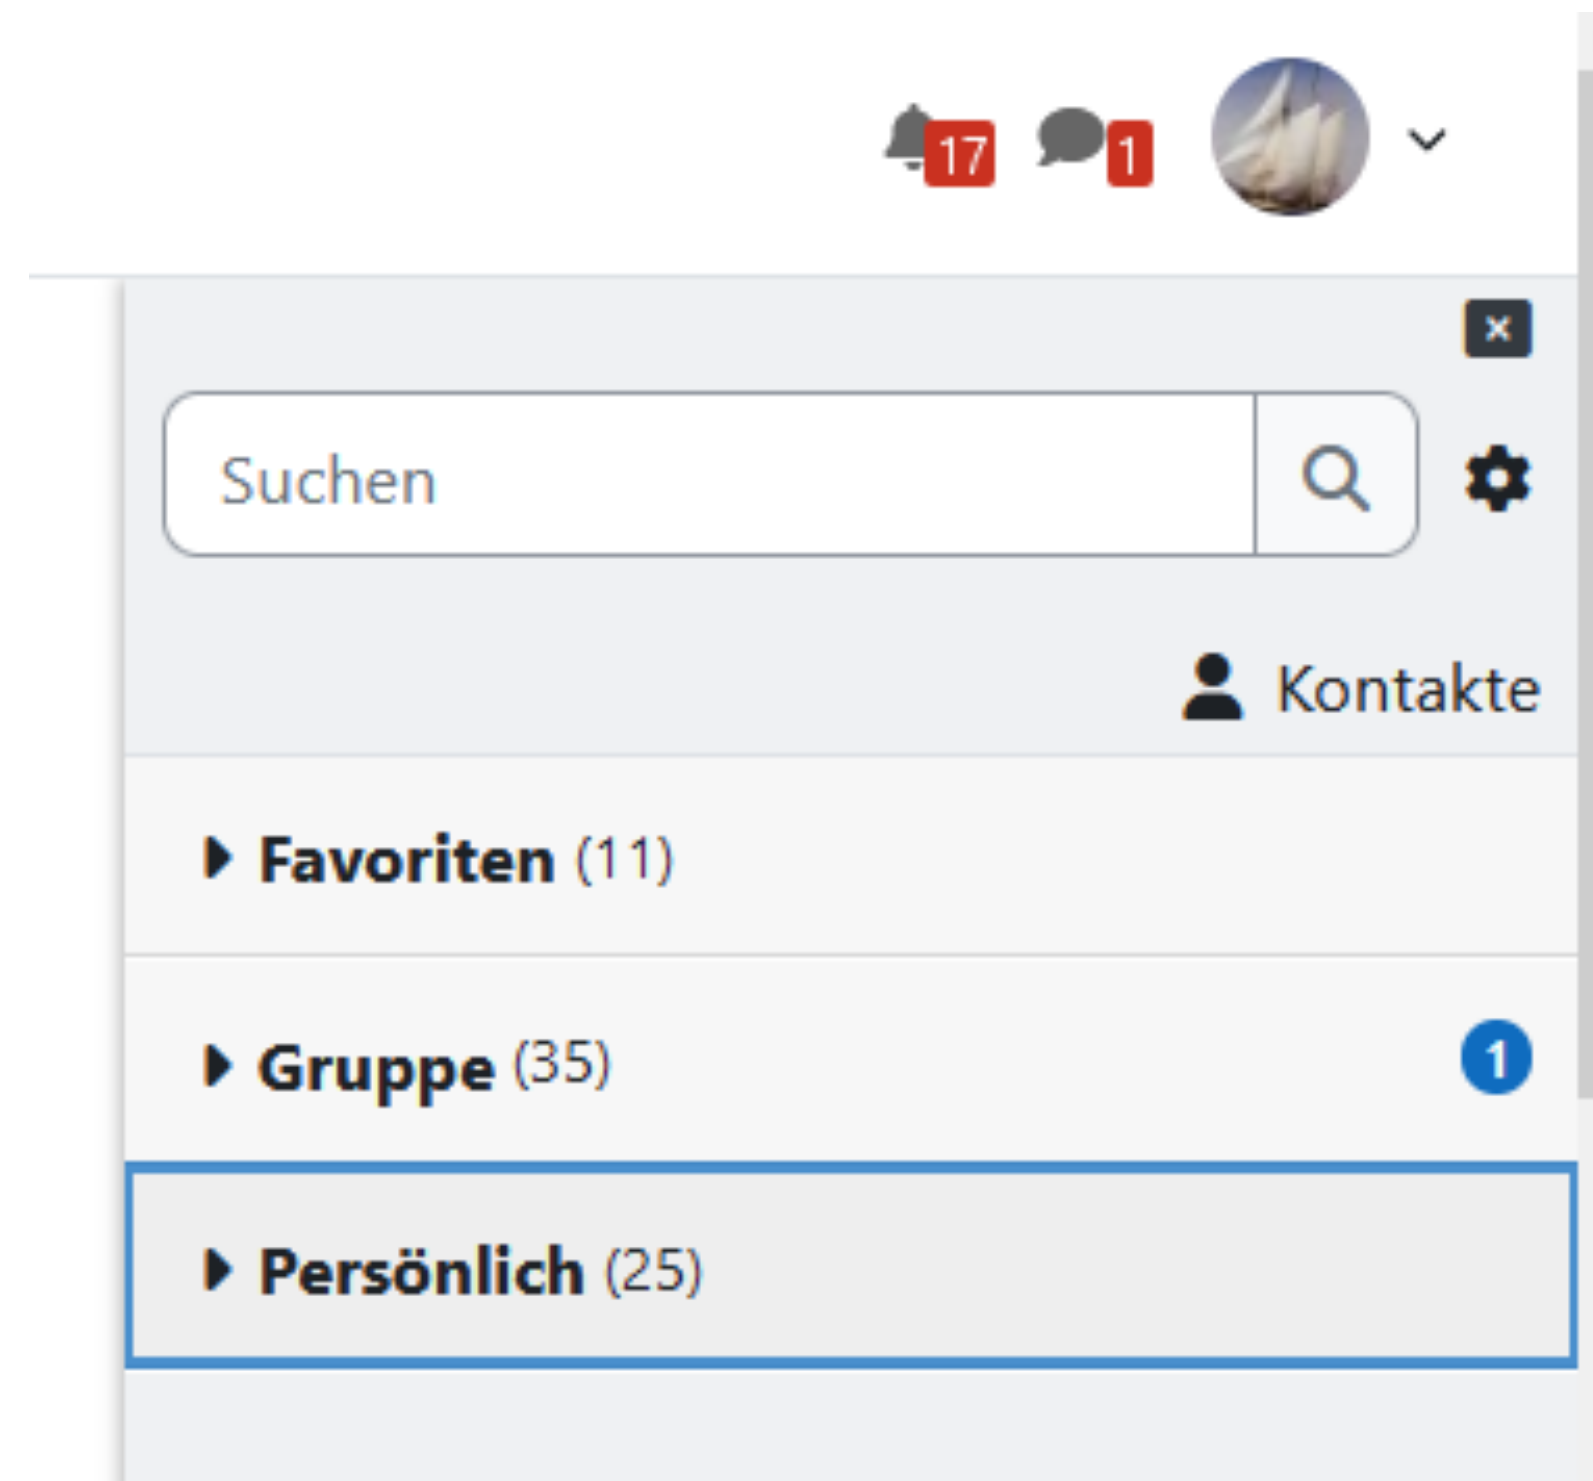 17 1
Suchen
Kontakte
Favoriten (11)
Gruppe (35) 1
Persönlich (25)